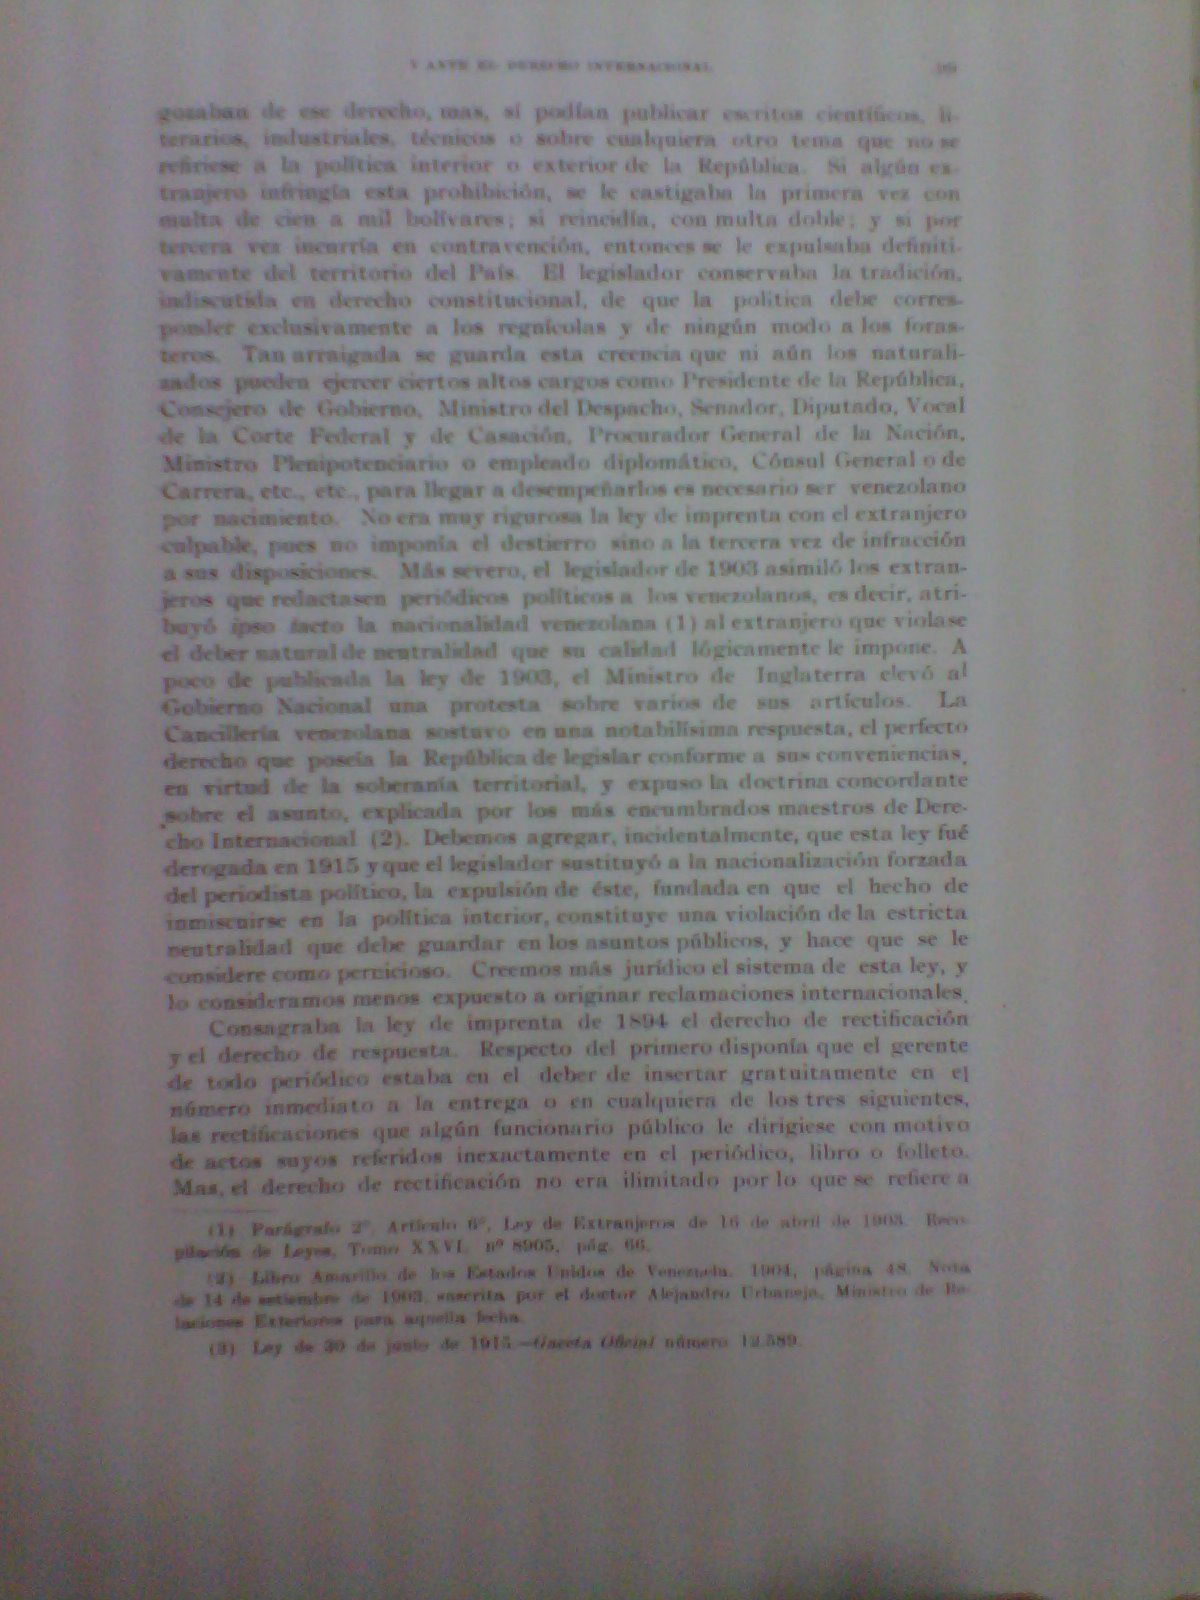 Y ANTE EL DERECHO INTERNACIONAL
gozaban de ese derecho, mas, sí podían publicar escritos científicos, li-
terarios, industriales, técnicos o sobre cualquiera otro tema que no se
refiriese a la política interior o exterior de la República. Si algún ex-
tranjero infringía esta prohibición, se le castigaba la primera vez con
multa de cien a mil bolívares; si reincidía, con multa doble; y si por
tercera vez incurría en contravención, entonces se le expulsaba definiti-
vamente del territorio del País. El legislador conservaba la tradición,
indiscutida en derecho constitucional, de que la política debe corres-
ponder exclusivamente a los regnícolas y de ningún modo a los foras-
teros. Tan arraigada se guarda esta creencia que ni aún los naturali-
zados pueden ejercer ciertos altos cargos como Presidente de la República,
Consejero de Gobierno, Ministro del Despacho, Senador, Diputado, Vocal
de la Corte Federal y de Casación, Procurador General de la Nación,
Ministro Plenipotenciario o empleado diplomático, Cónsul General o de
Carrera, etc., etc., para llegar a desempeñarlos es necesario ser venezolano
por nacimiento. No era muy rigurosa la ley de imprenta con el extranjero
culpable, pues no imponía el destierro sino a la tercera vez de infracción
a sus disposiciones. Más severo, el legislador de 1903 asimiló los extran-
jeros que redactasen periódicos políticos a los venezolanos, es decir, atri-
buyó ipso facto la nacionalidad venezolana (1) al extranjero que violase
el deber natural de neutralidad que su calidad lógicamente le impone. A
poco de publicada la ley de 1903, el Ministro de Inglaterra elevó al
Gobierno Nacional una protesta sobre varios de sus artículos. La
Cancillería venezolana sostuvo en una notabilísima respuesta, el perfecto
derecho que poseía la República de legislar conforme a sus conveniencias,
en virtud de la soberanía territorial, y expuso la doctrina concordante
sobre el asunto, explicada por los más encumbrados maestros de Dere-
cho Internacional (2). Debemos agregar, incidentalmente, que esta ley fué
derogada en 1915 y que el legislador sustituyó a la nacionalización forzada
del periodista político, la expulsión de éste, fundada en que el hecho de
inmiscuirse en la política interior, constituye una violación de la estricta
neutralidad que debe guardar en los asuntos públicos, y hace que se le
considere como pernicioso. Creemos más jurídico el sistema de esta ley, y
lo consideramos menos expuesto a originar reclamaciones internacionales.
Consagraba la ley de imprenta de 1894 el derecho de rectificación
y el derecho de respuesta. Respecto del primero disponía que el gerente
de todo periódico estaba en el deber de insertar gratuitamente en el
número inmediato a la entrega o en cualquiera de los tres siguientes,
las rectificaciones que algún funcionario público le dirigiese con motivo
de actos suyos referidos inexactamente en el periódico, libro o folleto.
Mas, el derecho de rectificación no era ilimitado por lo que se refiere a
(1) Parágrafo 2º, Artículo 6º, Ley de Extranjeros de 16 de abril de 1903. Reco-
pilación de Leyes, Tomo XXVI. nº 8905, pág. 66.
(2) Libro Amarillo de los Estados Unidos de Venezuela. 1904, página 48. Nota
de 14 de setiembre de 1903, suscrita por el doctor Alejandro Urbaneja, Ministro de Re-
laciones Exteriores para aquella fecha.
(3) Ley de 30 de junio de 1915.—Gaceta Oficial número 12.589.